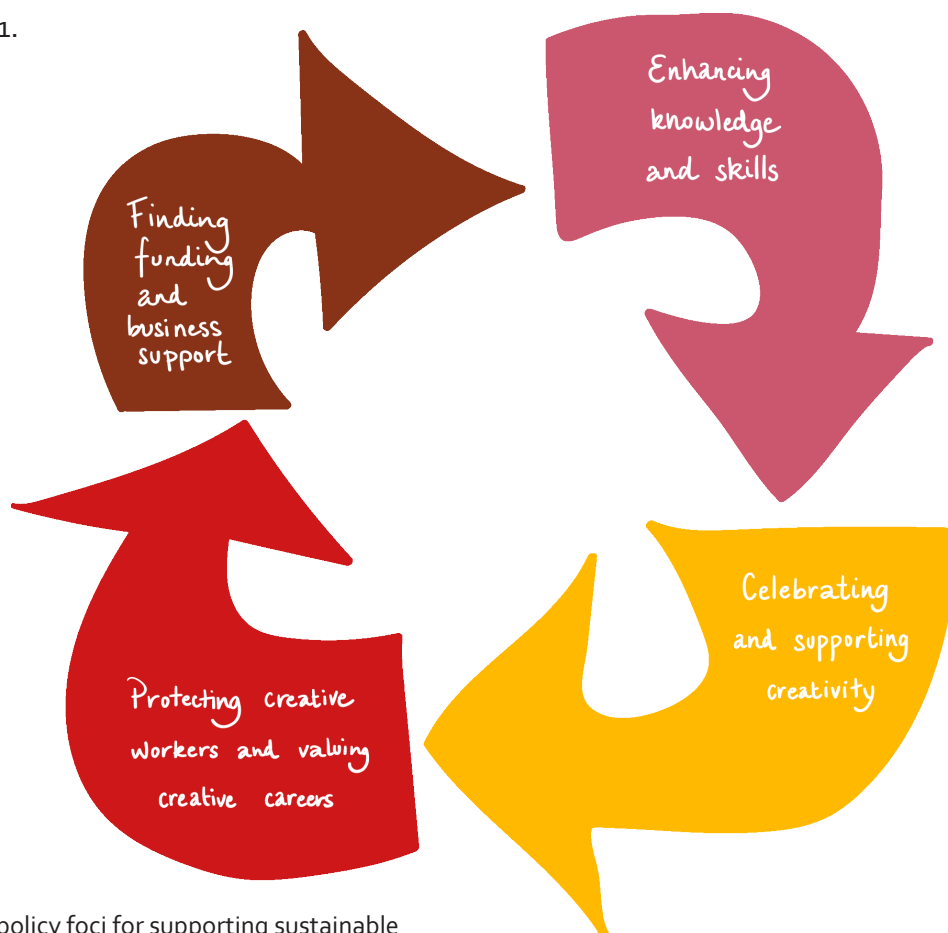 1.
Enhancing
knowledge
and skills
Finding
funding
and
business
support
Celebrating
and supporting
creativity
Protecting creative
workers and valuing
creative careers
policy foci for supporting sustainable